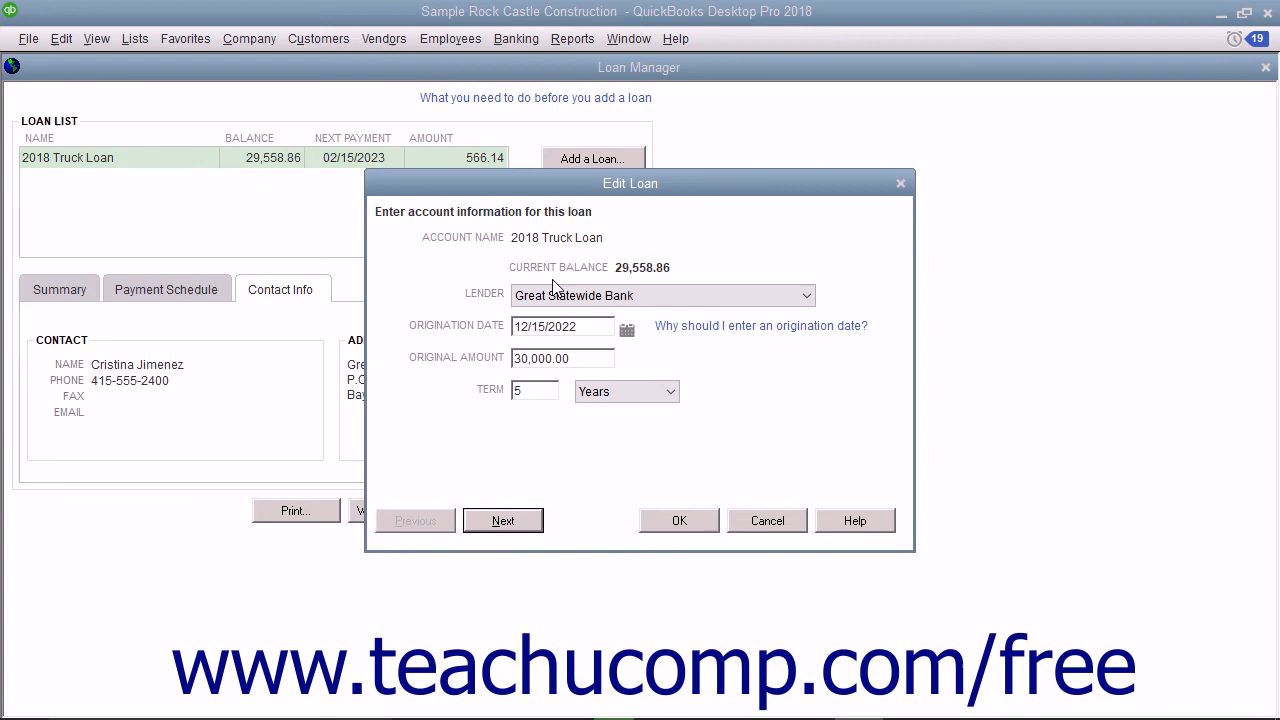 Sample Rock Castle Construction - QuickBooks Desktop Pro 2018
File Edit View Lists Favorites Company Customers Vendors Employees Banking Reports Window Help 19
Loan Manager
What you need to do before you add a loan
LOAN LIST
NAME BALANCE NEXT PAYMENT AMOUNT
2018 Truck Loan 29,558.86 02/15/2023 566.14
Add a Loan...
Edit Loan
Enter account information for this loan
ACCOUNT NAME 2018 Truck Loan
CURRENT BALANCE 29,558.86
LENDER Great Statewide Bank
ORIGINATION DATE 12/15/2022 Why should I enter an origination date?
ORIGINAL AMOUNT 30,000.00
TERM 5 Years
Previous Next OK Cancel Help
Summary Payment Schedule Contact Info
CONTACT
NAME Cristina Jimenez
PHONE 415-555-2400
FAX
EMAIL
AD
Gre
P.C
Bay
Print...
www.teachucomp.com/free